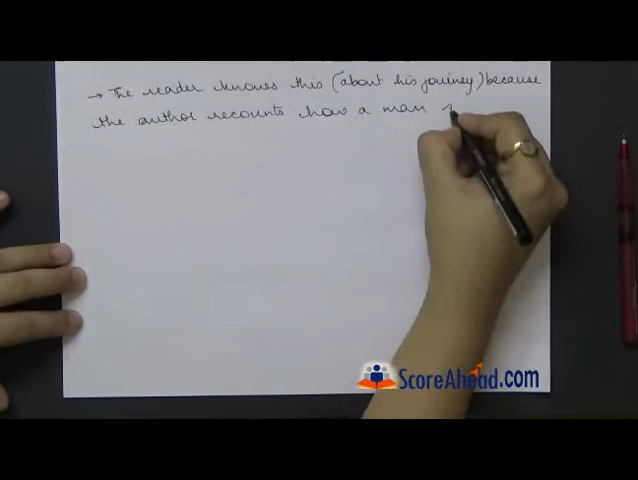 → The reader knows this (about his journey) because
the author recounts how a man
ScoreAhead.com